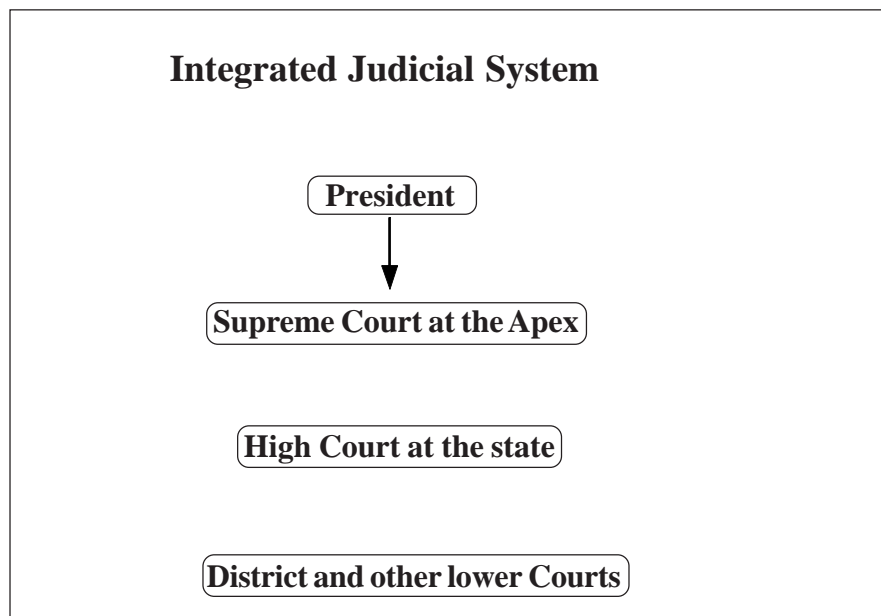 Integrated Judicial System
President
Supreme Court at the Apex
High Court at the state
District and other lower Courts